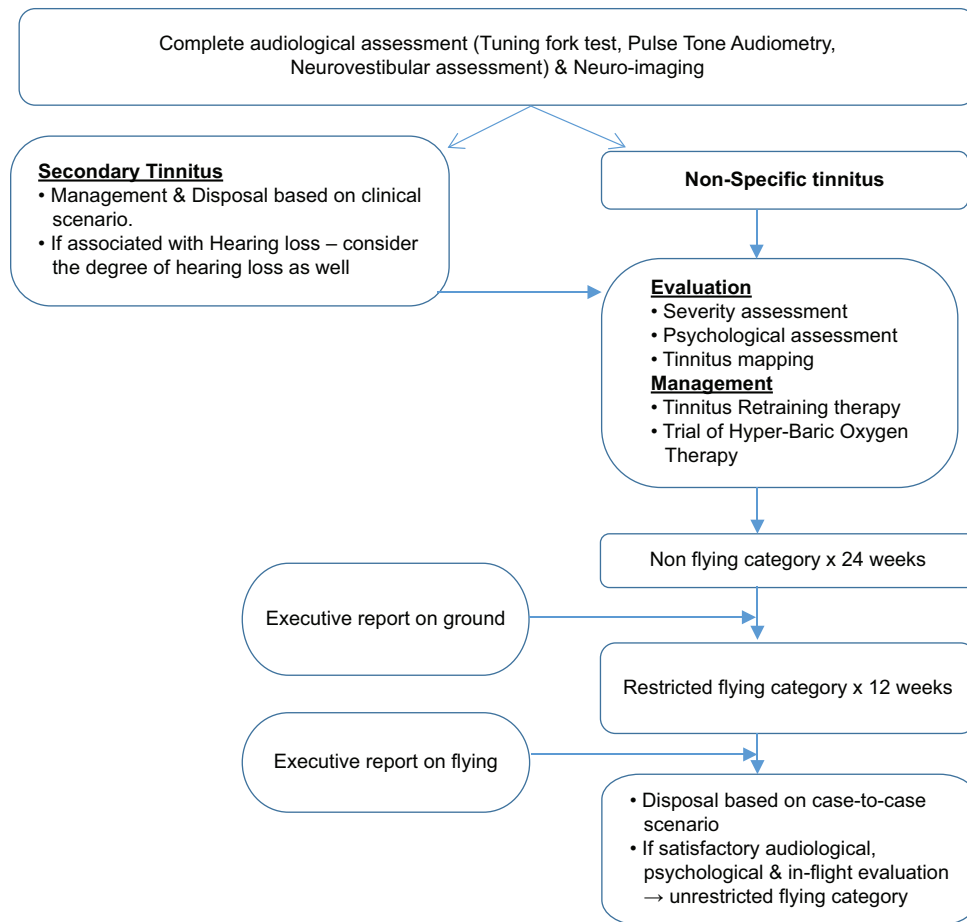 Complete audiological assessment (Tuning fork test, Pulse Tone Audiometry,
Neurovestibular assessment) & Neuro-imaging
Secondary Tinnitus
• Management & Disposal based on clinical
scenario.
• If associated with Hearing loss – consider
the degree of hearing loss as well
Non-Specific tinnitus
Evaluation
• Severity assessment
• Psychological assessment
• Tinnitus mapping
Management
• Tinnitus Retraining therapy
• Trial of Hyper-Baric Oxygen
Therapy
Non flying category x 24 weeks
Executive report on ground
Restricted flying category x 12 weeks
Executive report on flying
• Disposal based on case-to-case
scenario
• If satisfactory audiological,
psychological & in-flight evaluation
→ unrestricted flying category